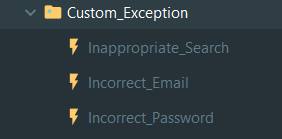 Custom_Exception
Inappropriate_Search
Incorrect_Email
Incorrect_Password